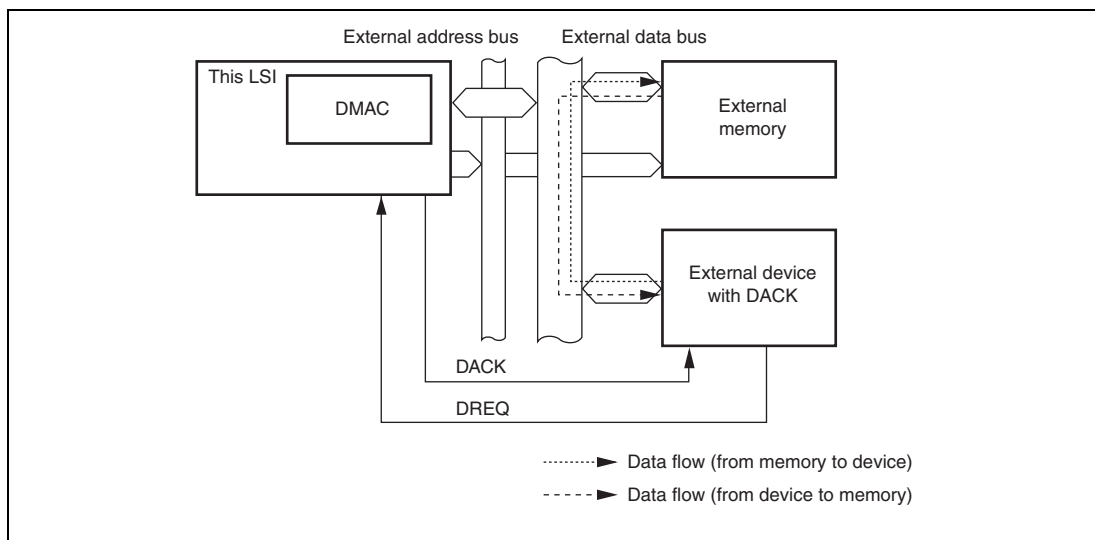 External address bus
External data bus
This LSI
DMAC
External
memory
External device
with DACK
DACK
DREQ
Data flow (from memory to device)
Data flow (from device to memory)